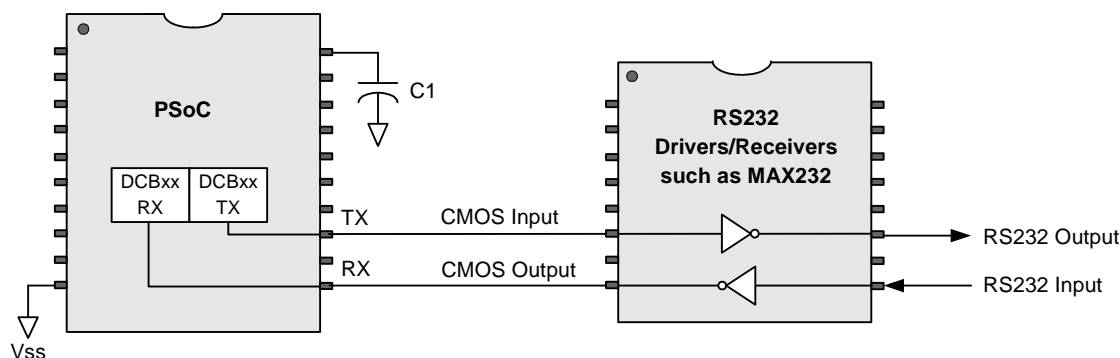 C1
PSoC
RS232
Drivers/Receivers
such as MAX232
DCBxx
RX
DCBxx
TX
TX
CMOS Input
RS232 Output
RX
CMOS Output
RS232 Input
Vss